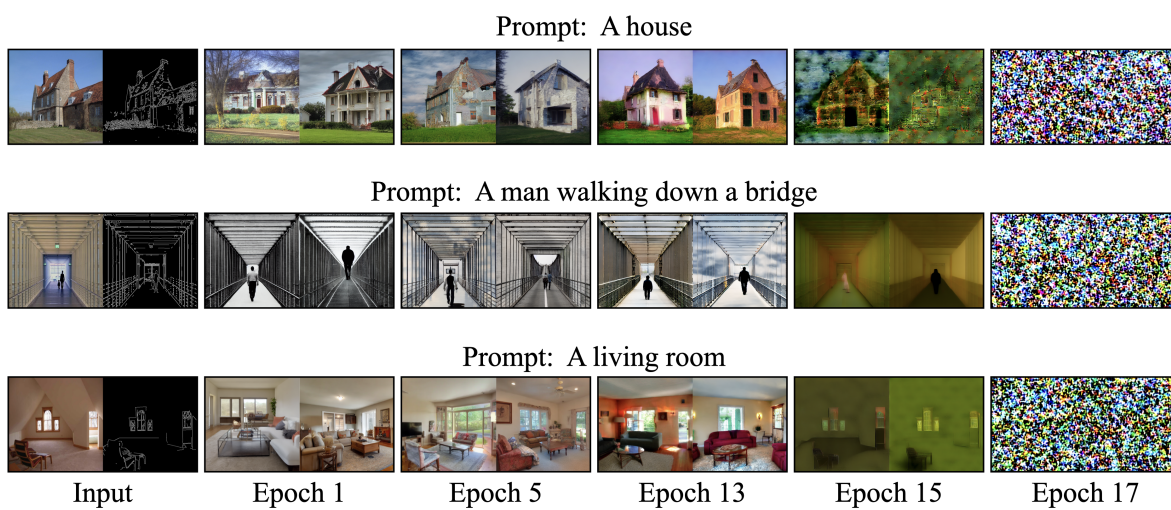 Prompt: A house
Prompt: A man walking down a bridge
Prompt: A living room
Input Epoch 1 Epoch 5 Epoch 13 Epoch 15 Epoch 17